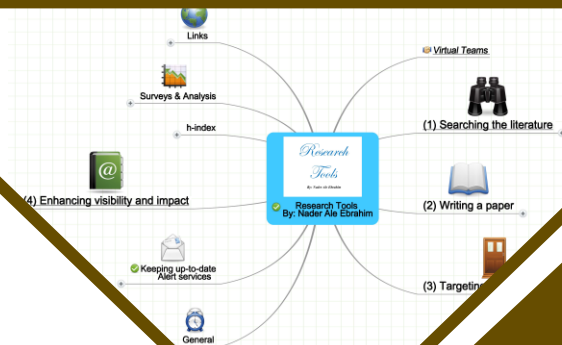 Links
Virtual Teams
Surveys & Analysis
(1) Searching the literature
h-index
Research
Tools
By: Nader Ale Ebrahim
Research Tools
By: Nader Ale Ebrahim
(4) Enhancing visibility and impact
(2) Writing a paper
Keeping up-to-date
Alert services
(3) Targeting
General